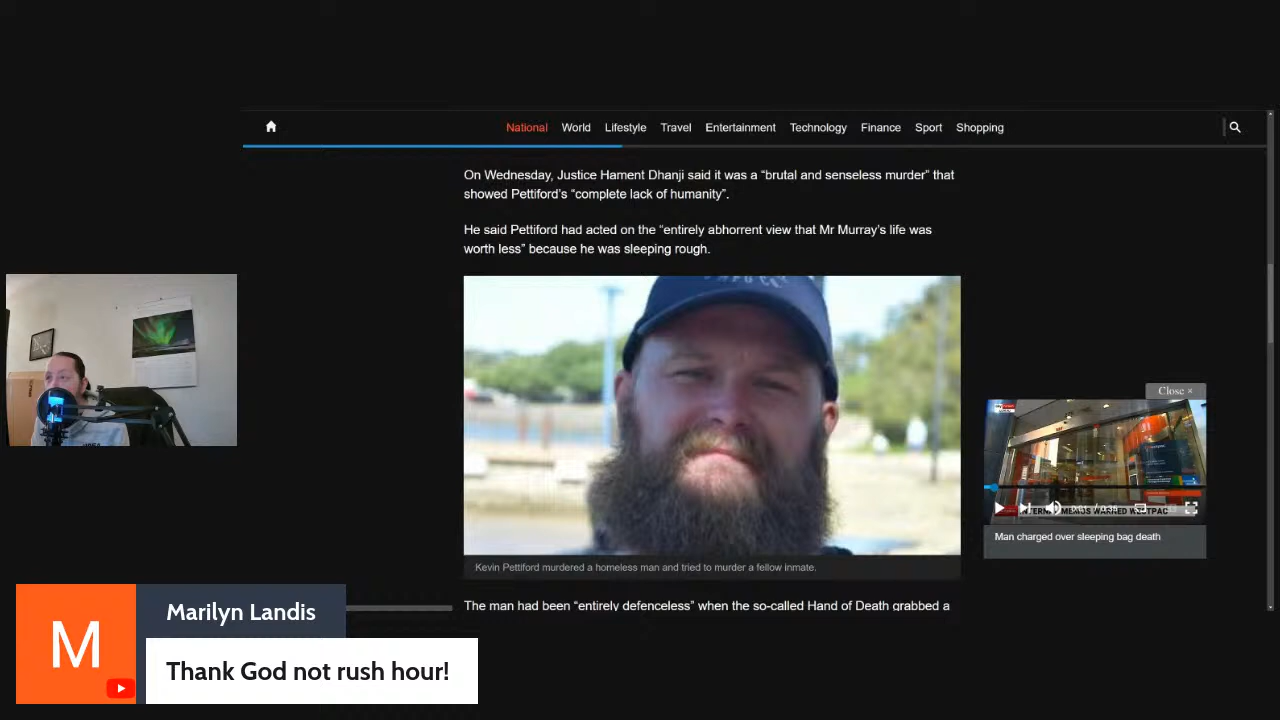 National World Lifestyle Travel Entertainment Technology Finance Sport Shopping
On Wednesday, Justice Hament Dhanji said it was a “brutal and senseless murder” that
showed Pettiford’s “complete lack of humanity”.
He said Pettiford had acted on the “entirely abhorrent view that Mr Murray’s life was
worth less” because he was sleeping rough.
Close ×
INTERNAL MEMOS WARNED WESTPAC
Man charged over sleeping bag death
Kevin Pettiford murdered a homeless man and tried to murder a fellow inmate.
The man had been “entirely defenceless” when the so-called Hand of Death grabbed a
M
Marilyn Landis
Thank God not rush hour!